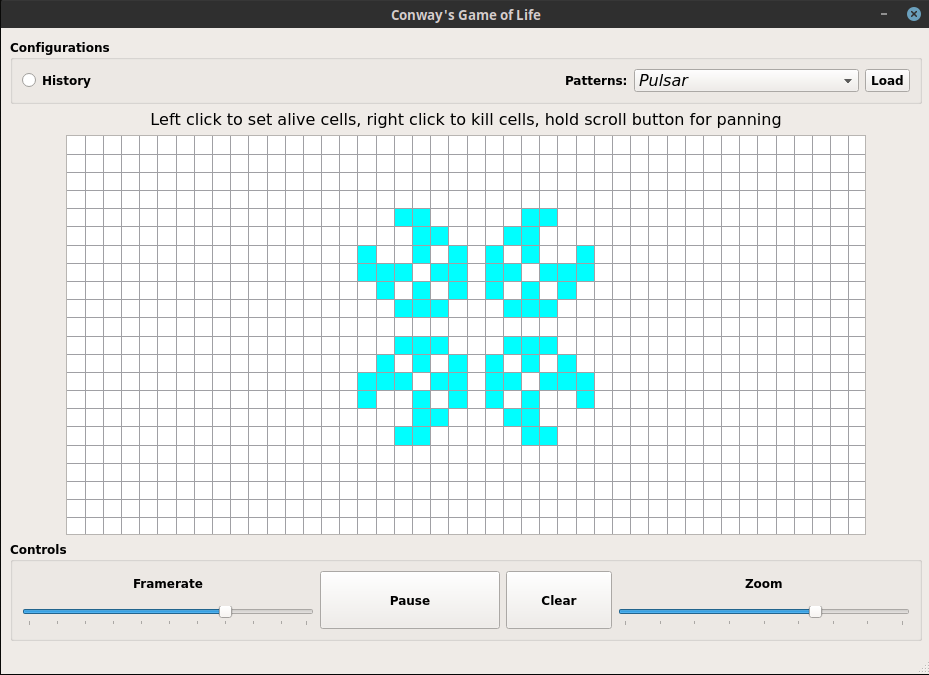 Conway's Game of Life
Configurations
History
Patterns: Pulsar Load
Left click to set alive cells, right click to kill cells, hold scroll button for panning
Controls
Framerate
Pause
Clear
Zoom